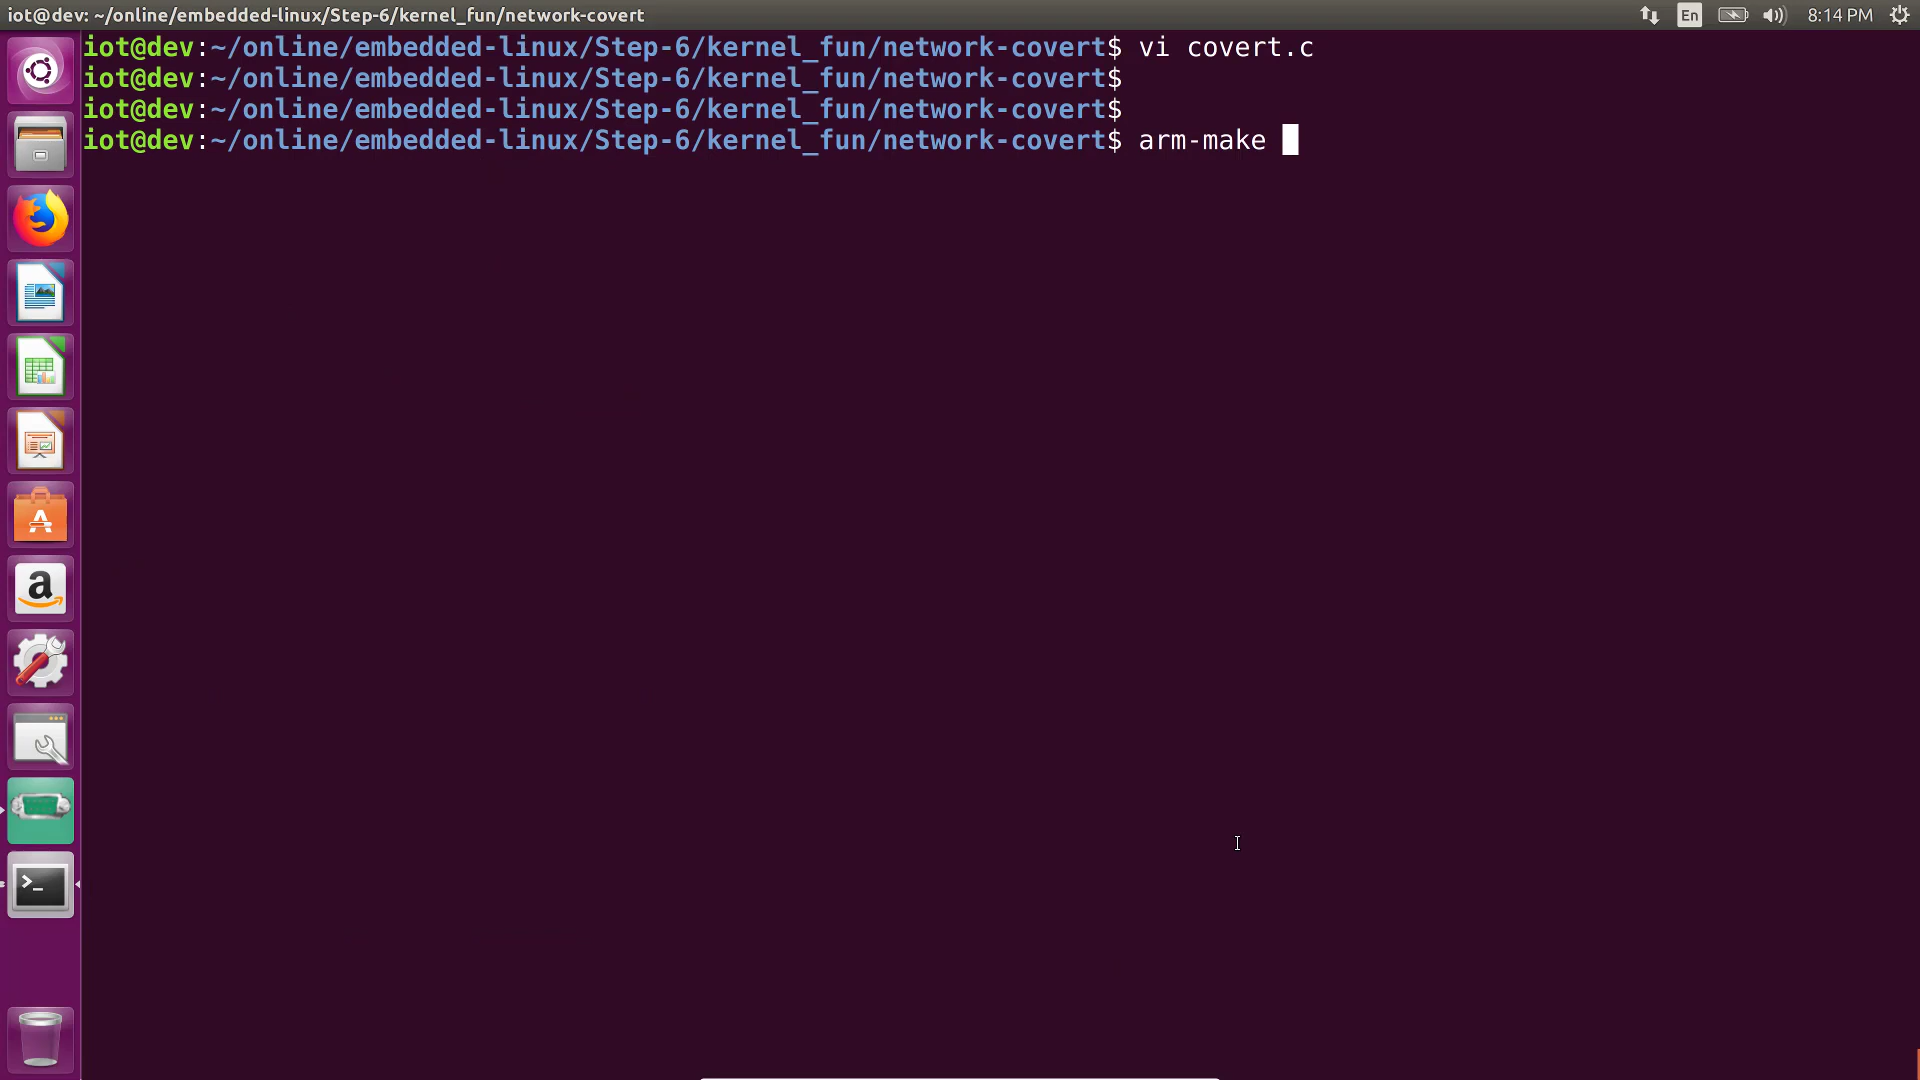 iot@dev: ~/online/embedded-linux/Step-6/kernel_fun/network-covert
En
8:14 PM
iot@dev:~/online/embedded-linux/Step-6/kernel_fun/network-covert$ vi covert.c
iot@dev:~/online/embedded-linux/Step-6/kernel_fun/network-covert$
iot@dev:~/online/embedded-linux/Step-6/kernel_fun/network-covert$
iot@dev:~/online/embedded-linux/Step-6/kernel_fun/network-covert$ arm-make